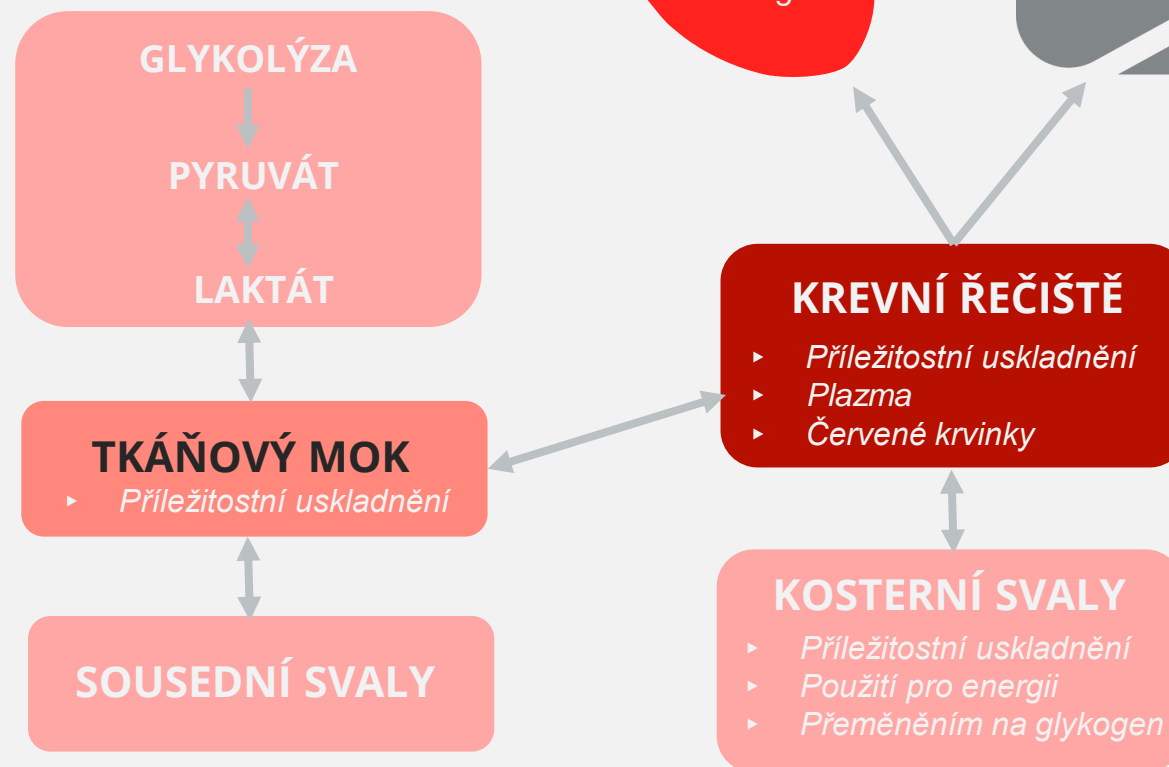 GLYKOLÝZA
PYRUVÁT
LAKTÁT
TKÁŇOVÝ MOK
Příležitostní uskladnění
SOUSEDNÍ SVALY
KREVNÍ ŘEČIŠTĚ
Příležitostní uskladnění
Plazma
Červené krvinky
KOSTERNÍ SVALY
Příležitostní uskladnění
Použití pro energii
Přeměněním na glykogen